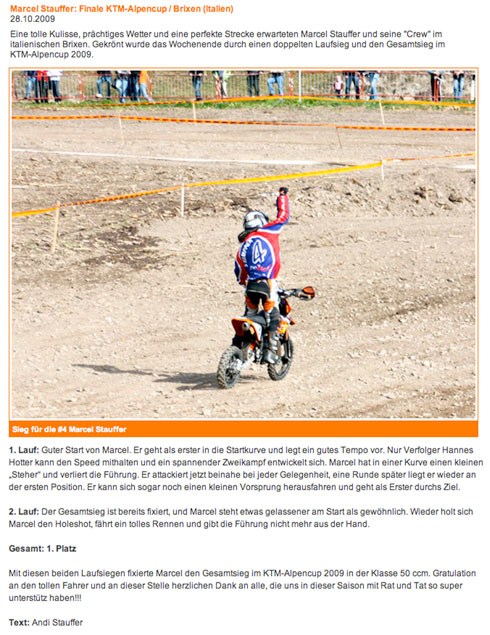 Marcel Stauffer: Finale KTM-Alpencup / Brixen (Italien)
28.10.2009
Eine tolle Kulisse, prächtiges Wetter und eine perfekte Strecke erwarteten Marcel Stauffer und seine "Crew" im
italienischen Brixen. Gekrönt wurde das Wochenende durch einen doppelten Laufsieg und den Gesamtsieg im
KTM-Alpencup 2009.
4
Sieg für die #4 Marcel Stauffer
1. Lauf: Guter Start von Marcel. Er geht als erster in die Startkurve und legt ein gutes Tempo vor. Nur Verfolger Hannes
Hotter kann den Speed mithalten und ein spannender Zweikampf entwickelt sich. Marcel hat in einer Kurve einen kleinen
„Steher“ und verliert die Führung. Er attackiert jetzt beinahe bei jeder Gelegenheit, eine Runde später liegt er wieder an
der ersten Position. Er kann sich sogar noch einen kleinen Vorsprung herausfahren und geht als Erster durchs Ziel.
2. Lauf: Der Gesamtsieg ist bereits fixiert, und Marcel steht etwas gelassener am Start als gewöhnlich. Wieder holt sich
Marcel den Holeshot, fährt ein tolles Rennen und gibt die Führung nicht mehr aus der Hand.
Gesamt: 1. Platz
Mit diesen beiden Laufsiegen fixierte Marcel den Gesamtsieg im KTM-Alpencup 2009 in der Klasse 50 ccm. Gratulation
an den tollen Fahrer und an dieser Stelle herzlichen Dank an alle, die uns in dieser Saison mit Rat und Tat so super
unterstütz haben!!!
Text: Andi Stauffer